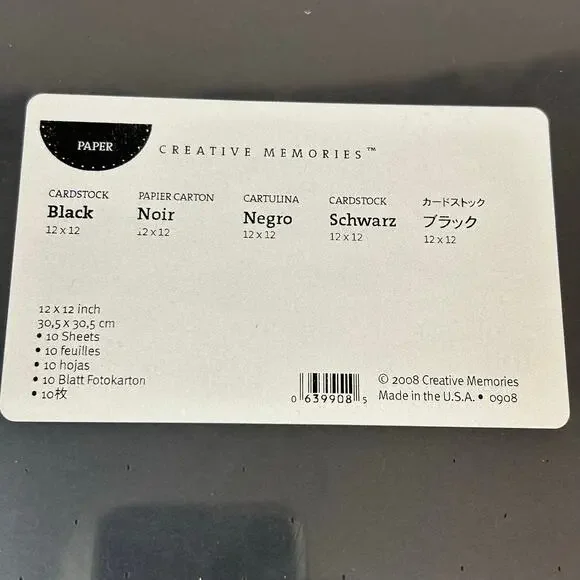 PAPER
CREATIVE MEMORIES™
CARDSTOCK PAPIER CARTON CARTULINA CARDSTOCK カードストック
Black Noir Negro Schwarz ブラック
12 x 12 12 x 12 12 x 12 12 x 12 12 x 12
12 x 12 inch
30,5 x 30,5 cm
• 10 Sheets
• 10 feuilles
• 10 hojas
• 10 Blatt Fotokarton
• 10枚
0 639908 5
© 2008 Creative Memories
Made in the U.S.A. • 0908